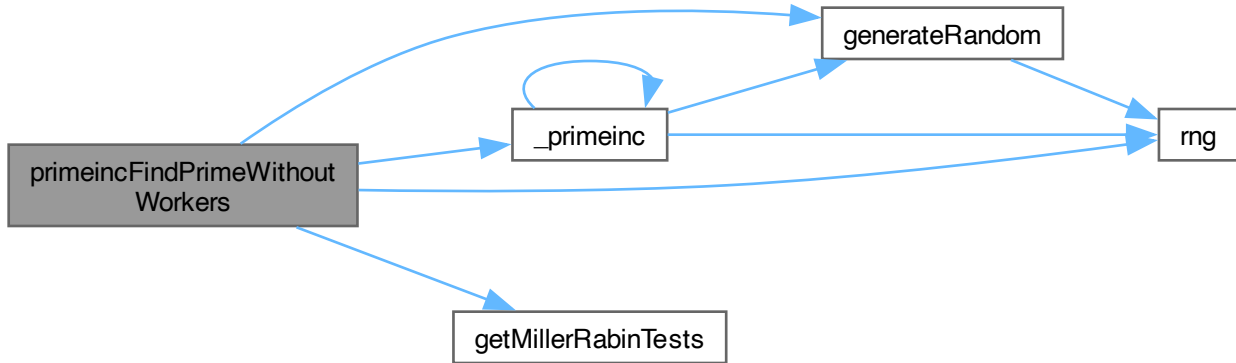 generateRandom
_primeinc
rng
primeincFindPrimeWithout
Workers
getMillerRabinTests